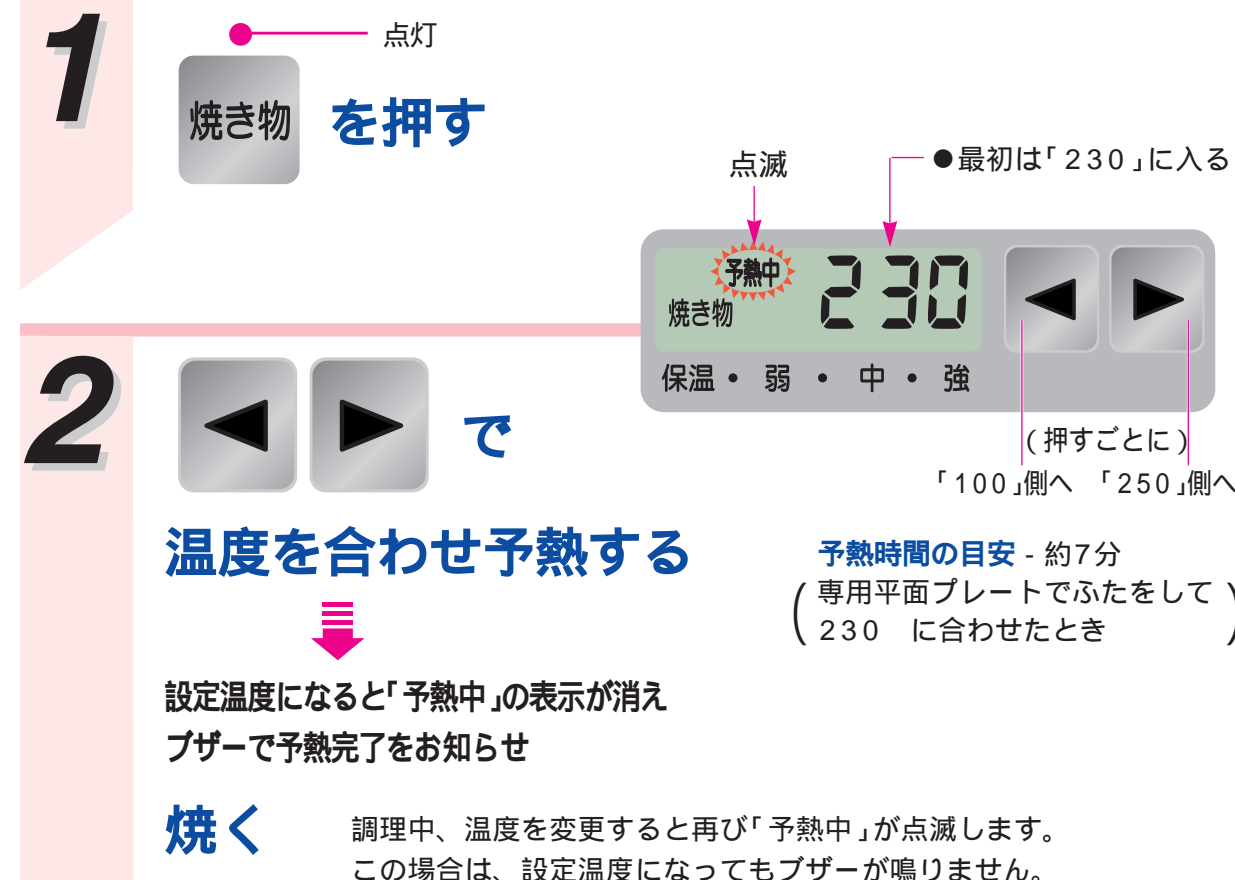 1
点灯
焼き物 を押す
点滅
●最初は「230」に入る
予熱中
焼き物
230
保温・弱・中・強
(押すごとに)
「100」側へ 「250」側へ
2
で
温度を合わせ予熱する
予熱時間の目安 - 約7分
(専用平面プレートでふたをして
230 に合わせたとき)
設定温度になると「予熱中」の表示が消え
ブザーで予熱完了をお知らせ
焼く
調理中、温度を変更すると再び「予熱中」が点滅します。
この場合は、設定温度になってもブザーが鳴りません。